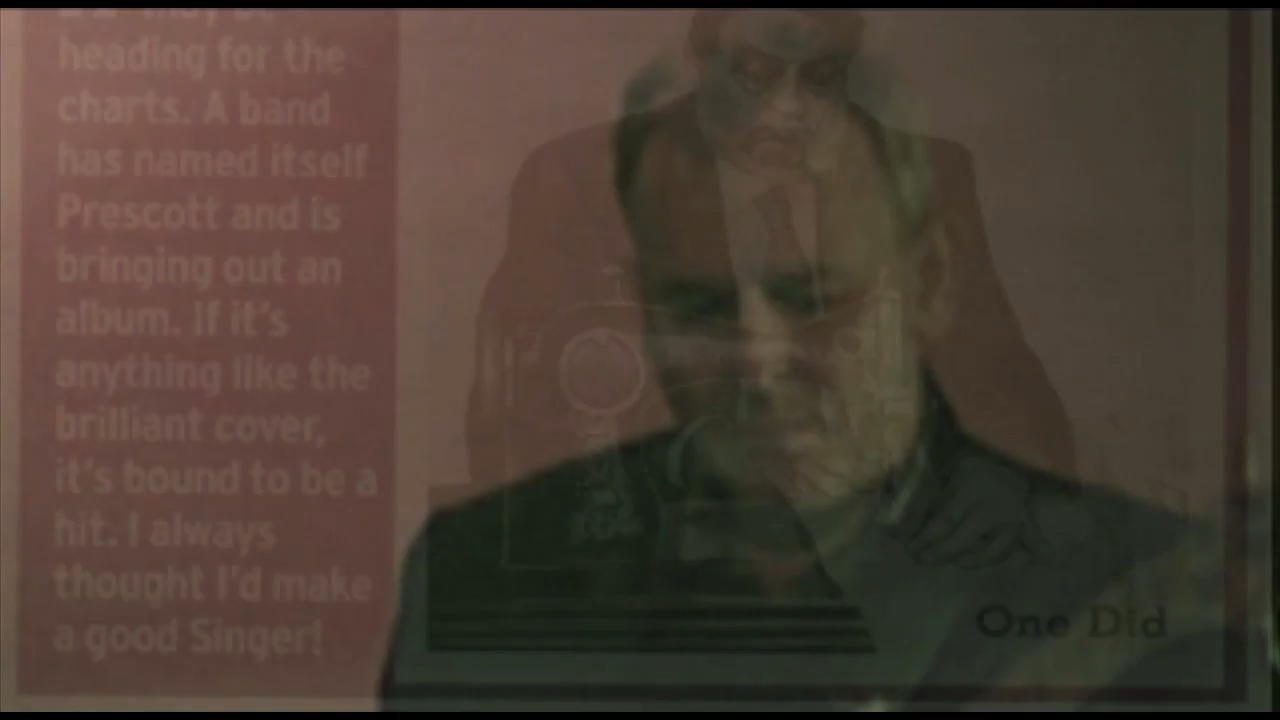 heading for the
charts. A band
has named itself
Prescott and is
bringing out an
album. If it's
anything like the
brilliant cover,
it's bound to be a
hit. I always
thought I'd make
a good Singer!
One Did